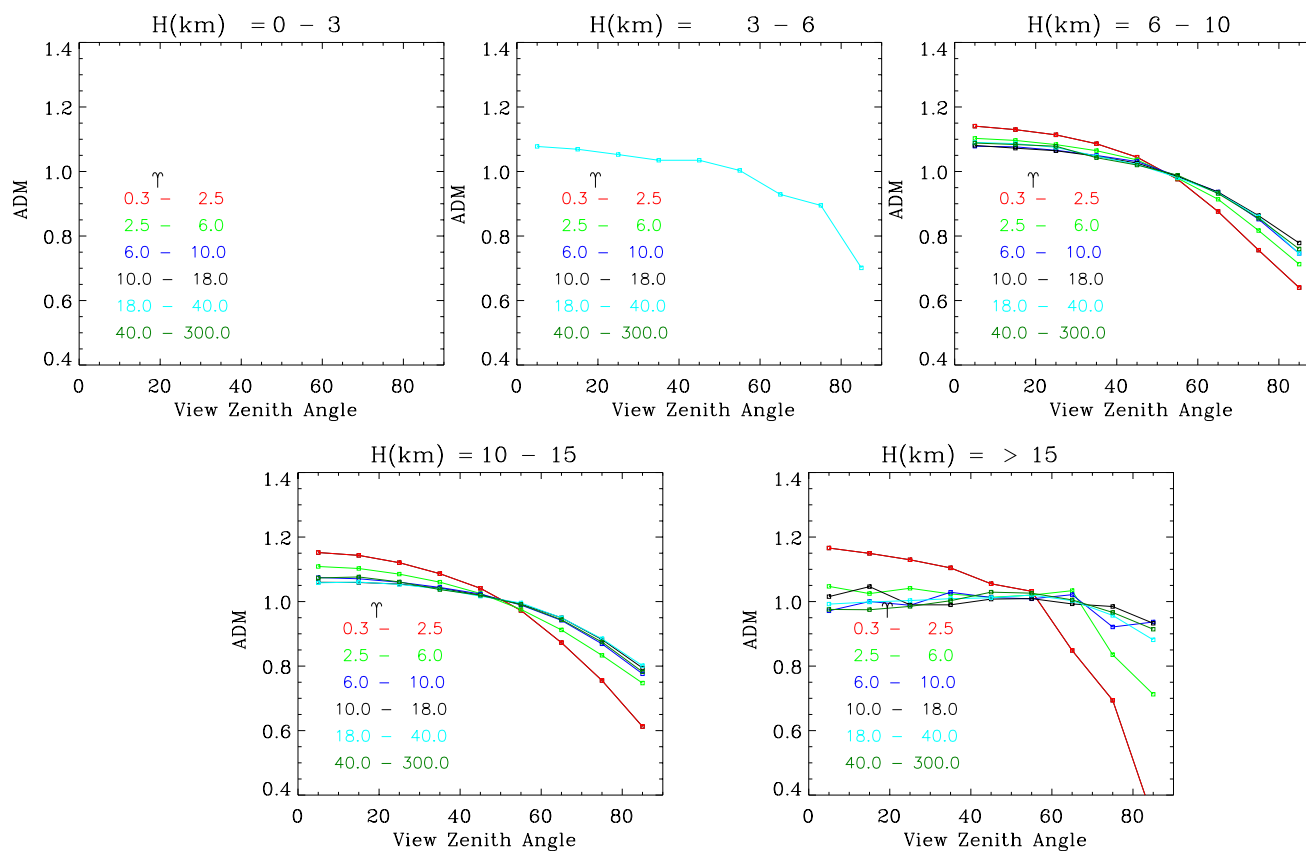 H(km) = 0 – 3
1.4
1.2
1.0
0.8
0.6
0.4
ADM
ϒ
0.3 – 2.5
2.5 – 6.0
6.0 – 10.0
10.0 – 18.0
18.0 – 40.0
40.0 – 300.0
0 20 40 60 80
View Zenith Angle
H(km) = 3 – 6
1.4
1.2
1.0
0.8
0.6
0.4
ADM
ϒ
0.3 – 2.5
2.5 – 6.0
6.0 – 10.0
10.0 – 18.0
18.0 – 40.0
40.0 – 300.0
0 20 40 60 80
View Zenith Angle
H(km) = 6 – 10
1.4
1.2
1.0
0.8
0.6
0.4
ADM
ϒ
0.3 – 2.5
2.5 – 6.0
6.0 – 10.0
10.0 – 18.0
18.0 – 40.0
40.0 – 300.0
0 20 40 60 80
View Zenith Angle
H(km) = 10 – 15
1.4
1.2
1.0
0.8
0.6
0.4
ADM
ϒ
0.3 – 2.5
2.5 – 6.0
6.0 – 10.0
10.0 – 18.0
18.0 – 40.0
40.0 – 300.0
0 20 40 60 80
View Zenith Angle
H(km) = > 15
1.4
1.2
1.0
0.8
0.6
0.4
ADM
ϒ
0.3 – 2.5
2.5 – 6.0
6.0 – 10.0
10.0 – 18.0
18.0 – 40.0
40.0 – 300.0
0 20 40 60 80
View Zenith Angle